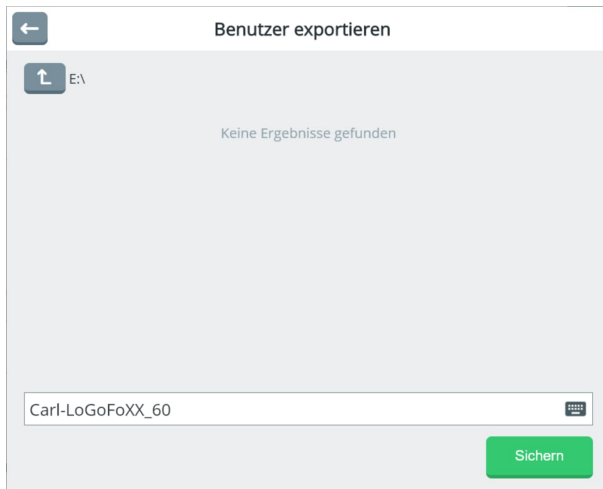 Benutzer exportieren
E:\
Keine Ergebnisse gefunden
Carl-LoGoFoXX_60
Sichern